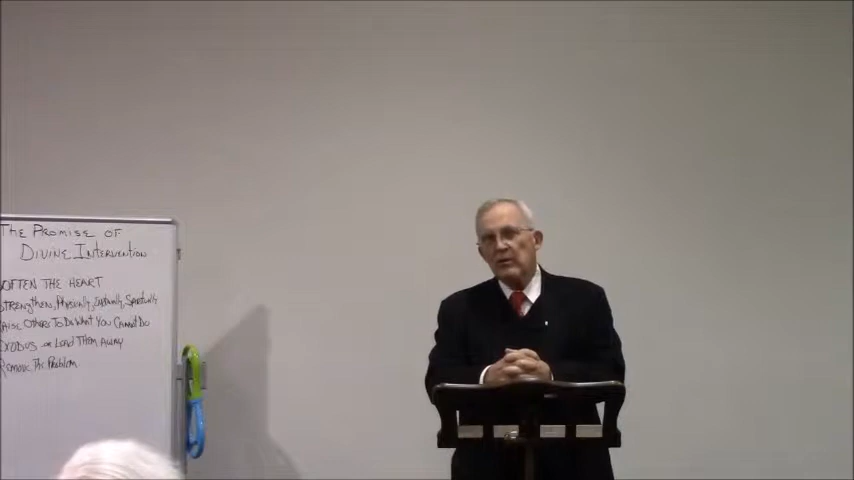 The Promise of
Divine Intervention
Soften the Heart
Strengthen, Physically, Emotionally, Spiritually
Raise Others To Do What You Cannot Do
Exodus or Lead Them Away
Remove The Problem